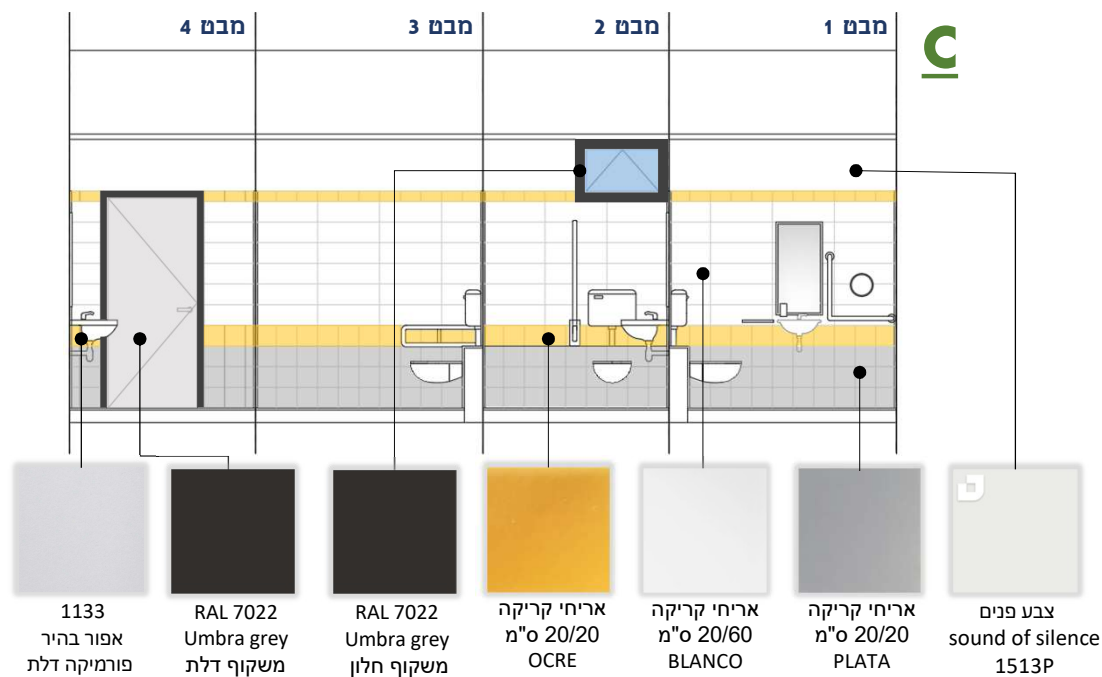 מבט 1
מבט 2
מבט 3
מבט 4
C
צבע פנים
sound of silence
1513P
אריחי קריקה
20/20 ס"מ
PLATA
אריחי קריקה
20/60 ס"מ
BLANCO
אריחי קריקה
20/20 ס"מ
OCRE
RAL 7022
Umbra grey
משקוף חלון
RAL 7022
Umbra grey
משקוף דלת
1133
אפור בהיר
פורמיקה דלת